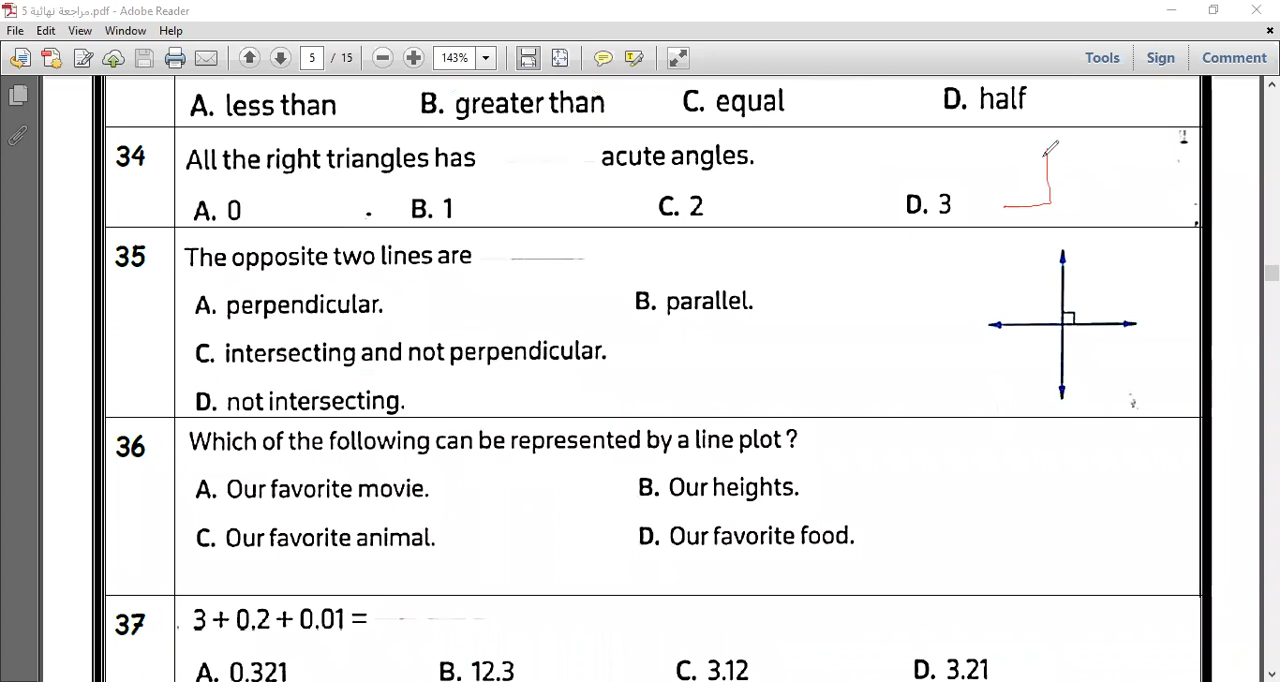 مراجعة نهائية 5.pdf - Adobe Reader
File Edit View Window Help
5 / 15 143% Tools Sign Comment
A. less than B. greater than C. equal D. half
34 All the right triangles has acute angles.
A. 0 B. 1 C. 2 D. 3
35 The opposite two lines are
A. perpendicular. B. parallel.
C. intersecting and not perpendicular.
D. not intersecting.
36 Which of the following can be represented by a line plot ?
A. Our favorite movie. B. Our heights.
C. Our favorite animal. D. Our favorite food.
37 3 + 0.2 + 0.01 =
A. 0.321 B. 12.3 C. 3.12 D. 3.21